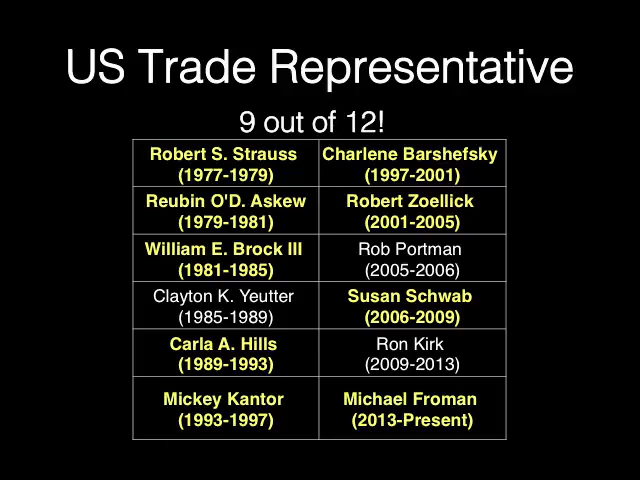 US Trade Representative
9 out of 12!
Robert S. Strauss
(1977-1979)
Charlene Barshefsky
(1997-2001)
Reubin O'D. Askew
(1979-1981)
Robert Zoellick
(2001-2005)
William E. Brock III
(1981-1985)
Rob Portman
(2005-2006)
Clayton K. Yeutter
(1985-1989)
Susan Schwab
(2006-2009)
Carla A. Hills
(1989-1993)
Ron Kirk
(2009-2013)
Mickey Kantor
(1993-1997)
Michael Froman
(2013-Present)